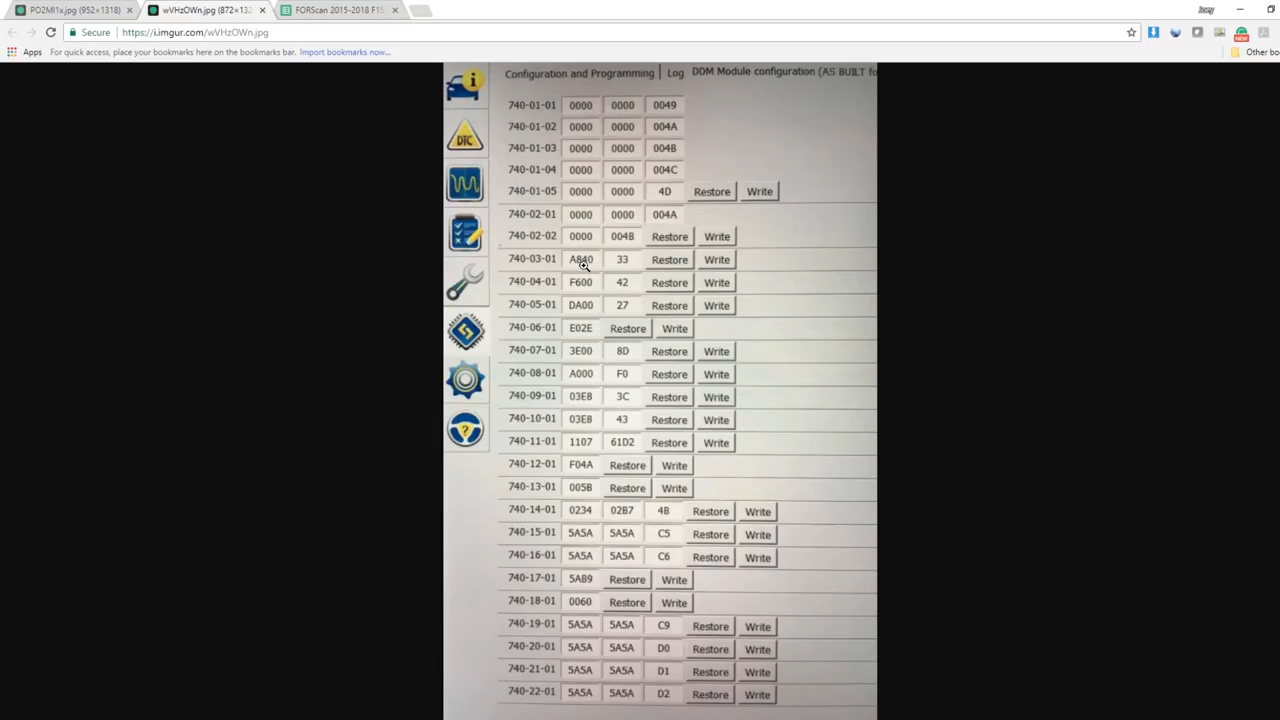 PO2MI1x.jpg (952×1318)
wVHzOWn.jpg (872×132
FORScan 2015-2018 F15
Joey
Secure https://i.imgur.com/wVHzOWn.jpg
Apps For quick access, place your bookmarks here on the bookmarks bar. Import bookmarks now... Other bo
NEW
Configuration and Programming Log DDM Module configuration (AS BUILT fo
i
DTC
?
740-01-01 0000 0000 0049
740-01-02 0000 0000 004A
740-01-03 0000 0000 004B
740-01-04 0000 0000 004C
740-01-05 0000 0000 4D Restore Write
740-02-01 0000 0000 004A
740-02-02 0000 004B Restore Write
740-03-01 A840 33 Restore Write
740-04-01 F600 42 Restore Write
740-05-01 DA00 27 Restore Write
740-06-01 E02E Restore Write
740-07-01 3E00 8D Restore Write
740-08-01 A000 F0 Restore Write
740-09-01 03E8 3C Restore Write
740-10-01 03E8 43 Restore Write
740-11-01 1107 61D2 Restore Write
740-12-01 F04A Restore Write
740-13-01 005B Restore Write
740-14-01 0234 02B7 4B Restore Write
740-15-01 5A5A 5A5A C5 Restore Write
740-16-01 5A5A 5A5A C6 Restore Write
740-17-01 5AB9 Restore Write
740-18-01 0060 Restore Write
740-19-01 5A5A 5A5A C9 Restore Write
740-20-01 5A5A 5A5A D0 Restore Write
740-21-01 5A5A 5A5A D1 Restore Write
740-22-01 5A5A 5A5A D2 Restore Write